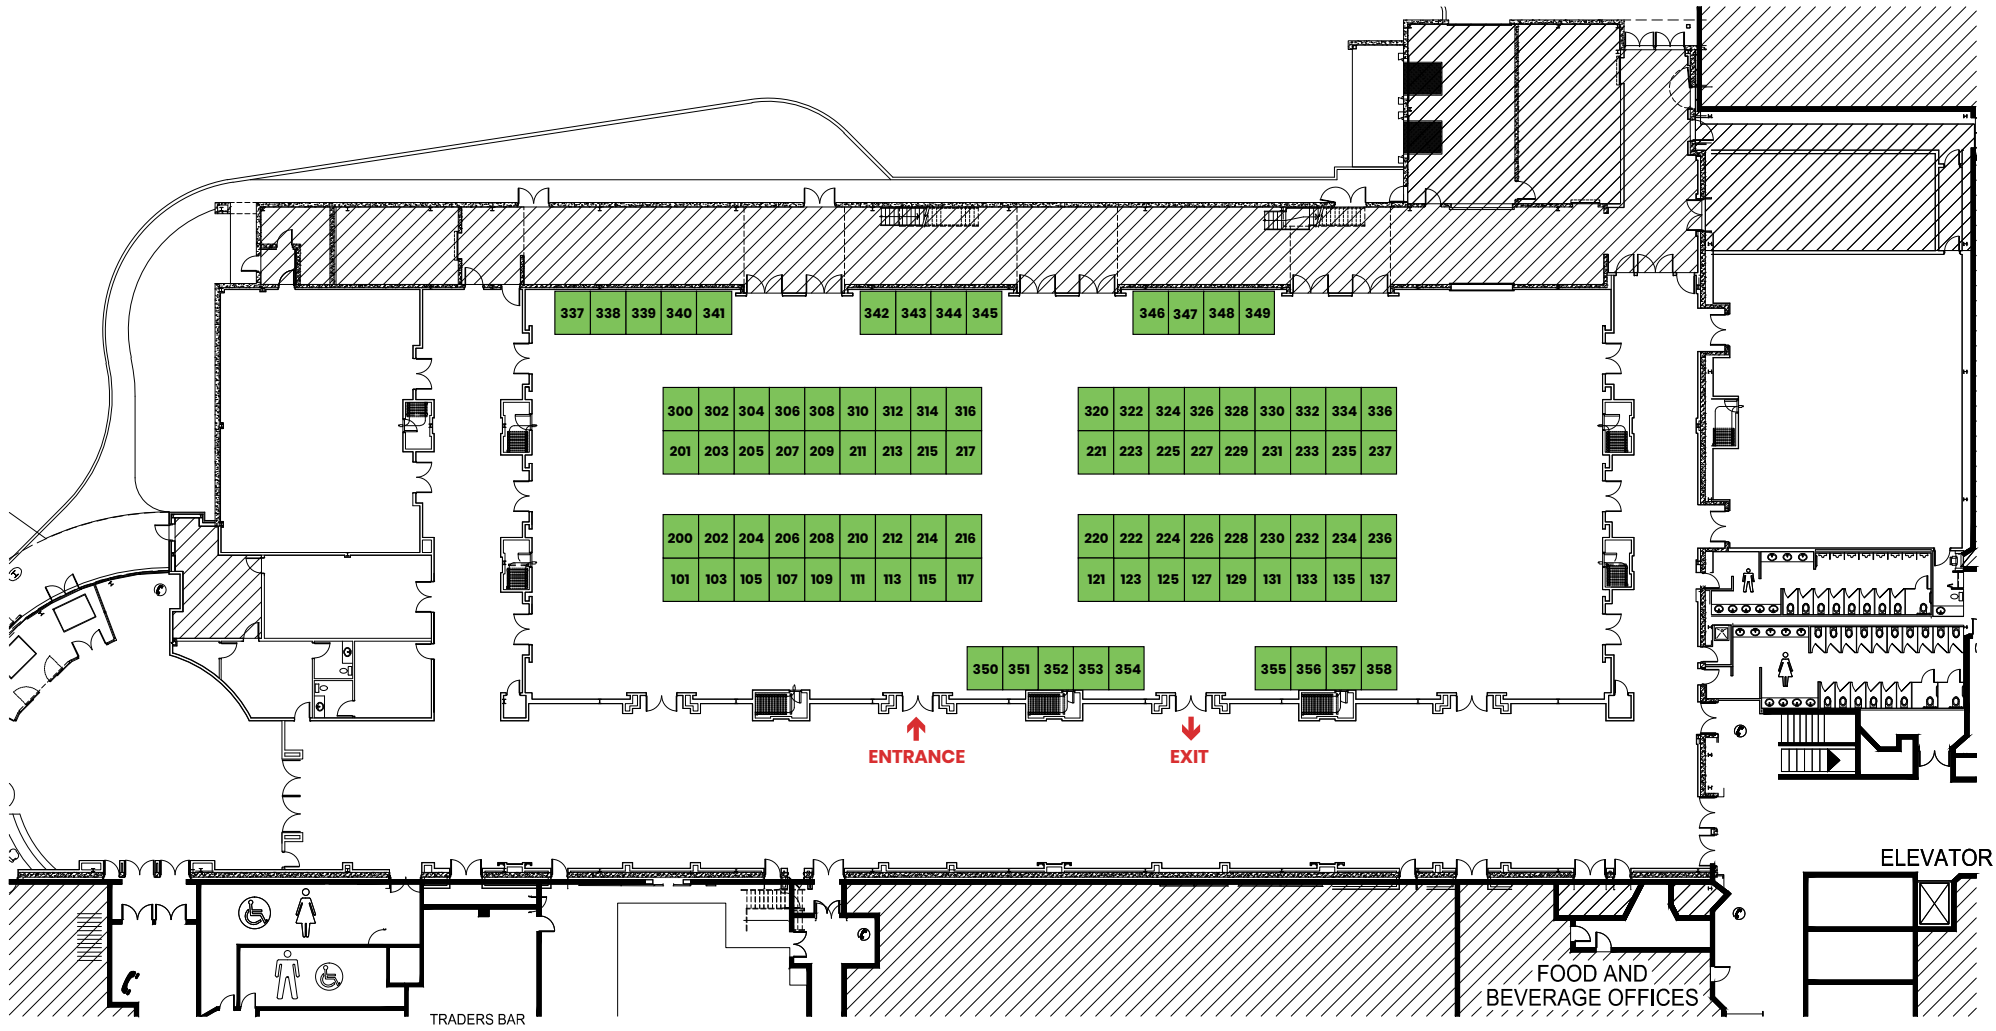 337 338 339 340 341 342 343 344 345 346 347 348 349
300 302 304 306 308 310 312 314 316 320 322 324 326 328 330 332 334 336
201 203 205 207 209 211 213 215 217 221 223 225 227 229 231 233 235 237
200 202 204 206 208 210 212 214 216 220 222 224 226 228 230 232 234 236
101 103 105 107 109 111 113 115 117 121 123 125 127 129 131 133 135 137
350 351 352 353 354 355 356 357 358
ENTRANCE EXIT
ELEVATOR
FOOD AND
BEVERAGE OFFICES
TRADERS BAR